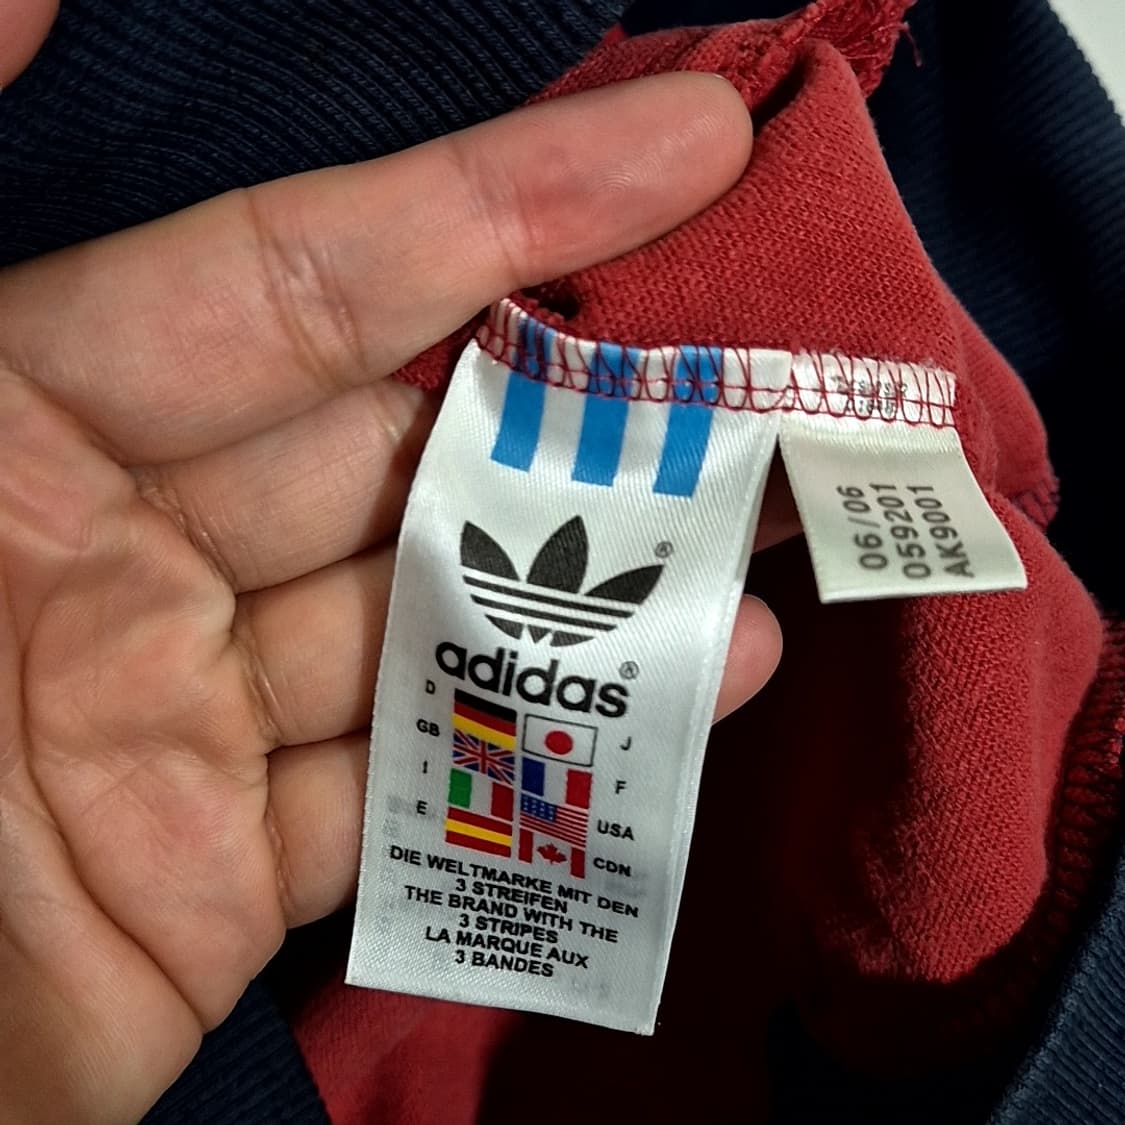 adidas®
D
GB
I
E
J
F
USA
CDN
DIE WELTMARKE MIT DEN
3 STREIFEN
THE BRAND WITH THE
3 STRIPES
LA MARQUE AUX
3 BANDES
06/06
059201
AK9001